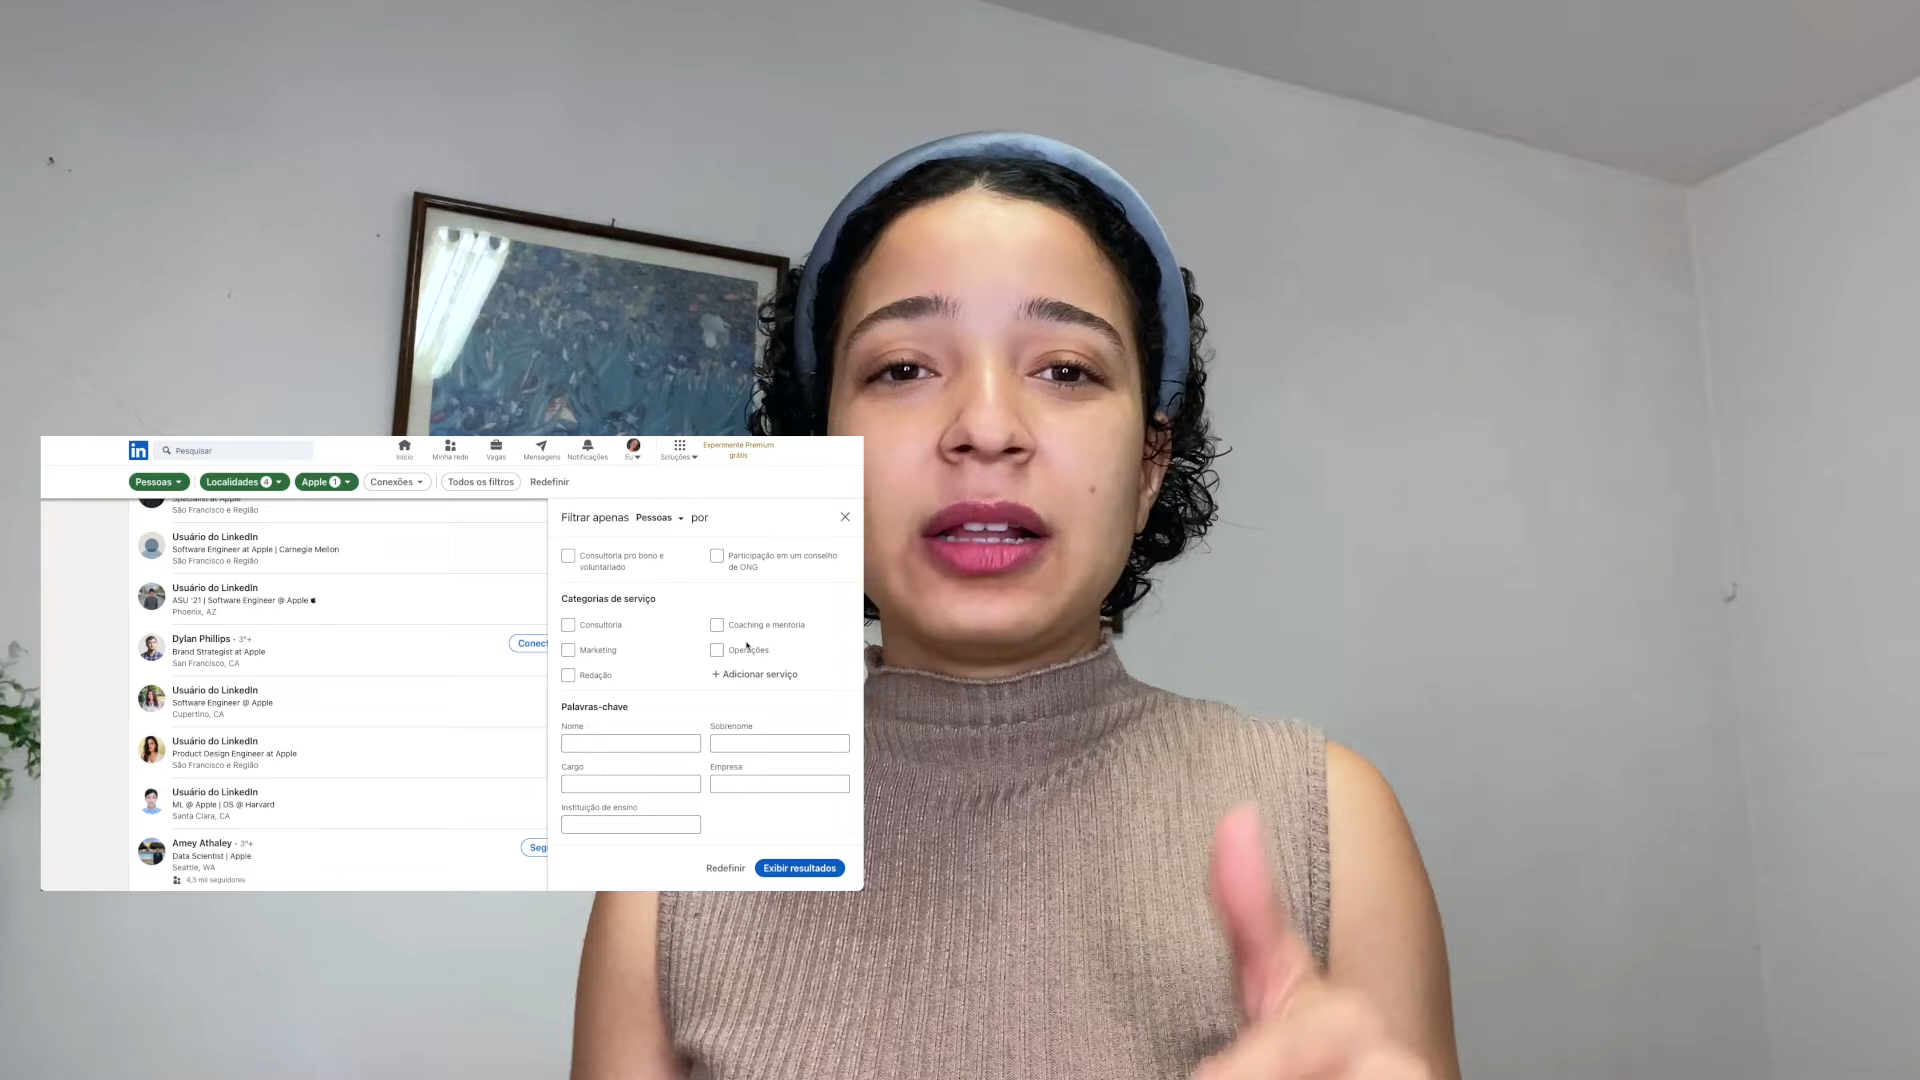 in Pesquisar
Início Minha rede Vagas Mensagens Notificações Eu Soluções
Experimente Premium
grátis
Pessoas Localidades 4 Apple 1 Conexões Todos os filtros Redefinir
Specialist at Apple
São Francisco e Região
Usuário do LinkedIn
Software Engineer at Apple | Carnegie Mellon
São Francisco e Região
Usuário do LinkedIn
ASU '21 | Software Engineer @ Apple
Phoenix, AZ
Dylan Phillips · 3º+
Brand Strategist at Apple
San Francisco, CA
Conect
Usuário do LinkedIn
Software Engineer @ Apple
Cupertino, CA
Usuário do LinkedIn
Product Design Engineer at Apple
São Francisco e Região
Usuário do LinkedIn
ML @ Apple | DS @ Harvard
Santa Clara, CA
Amey Athaley · 3º+
Data Scientist | Apple
Seattle, WA
4,3 mil seguidores
Seg
Filtrar apenas Pessoas por
Consultoria pro bono e
voluntariado
Participação em um conselho
de ONG
Categorias de serviço
Consultoria
Coaching e mentoria
Marketing
Operações
Redação
+ Adicionar serviço
Palavras-chave
Nome
Sobrenome
Cargo
Empresa
Instituição de ensino
Redefinir
Exibir resultados